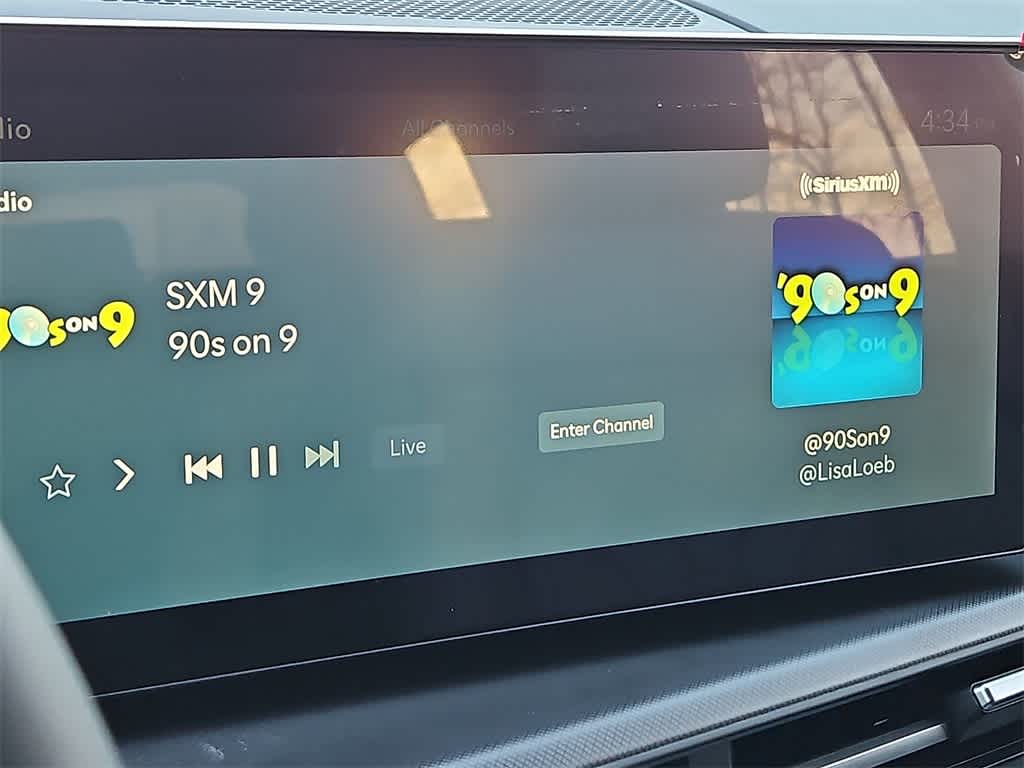 dio
All Channels
4:34
dio
((SiriusXM))
SXM 9
90s on 9
90s ON 9
'90s ON 9
Live
Enter Channel
@90Son9
@LisaLoeb